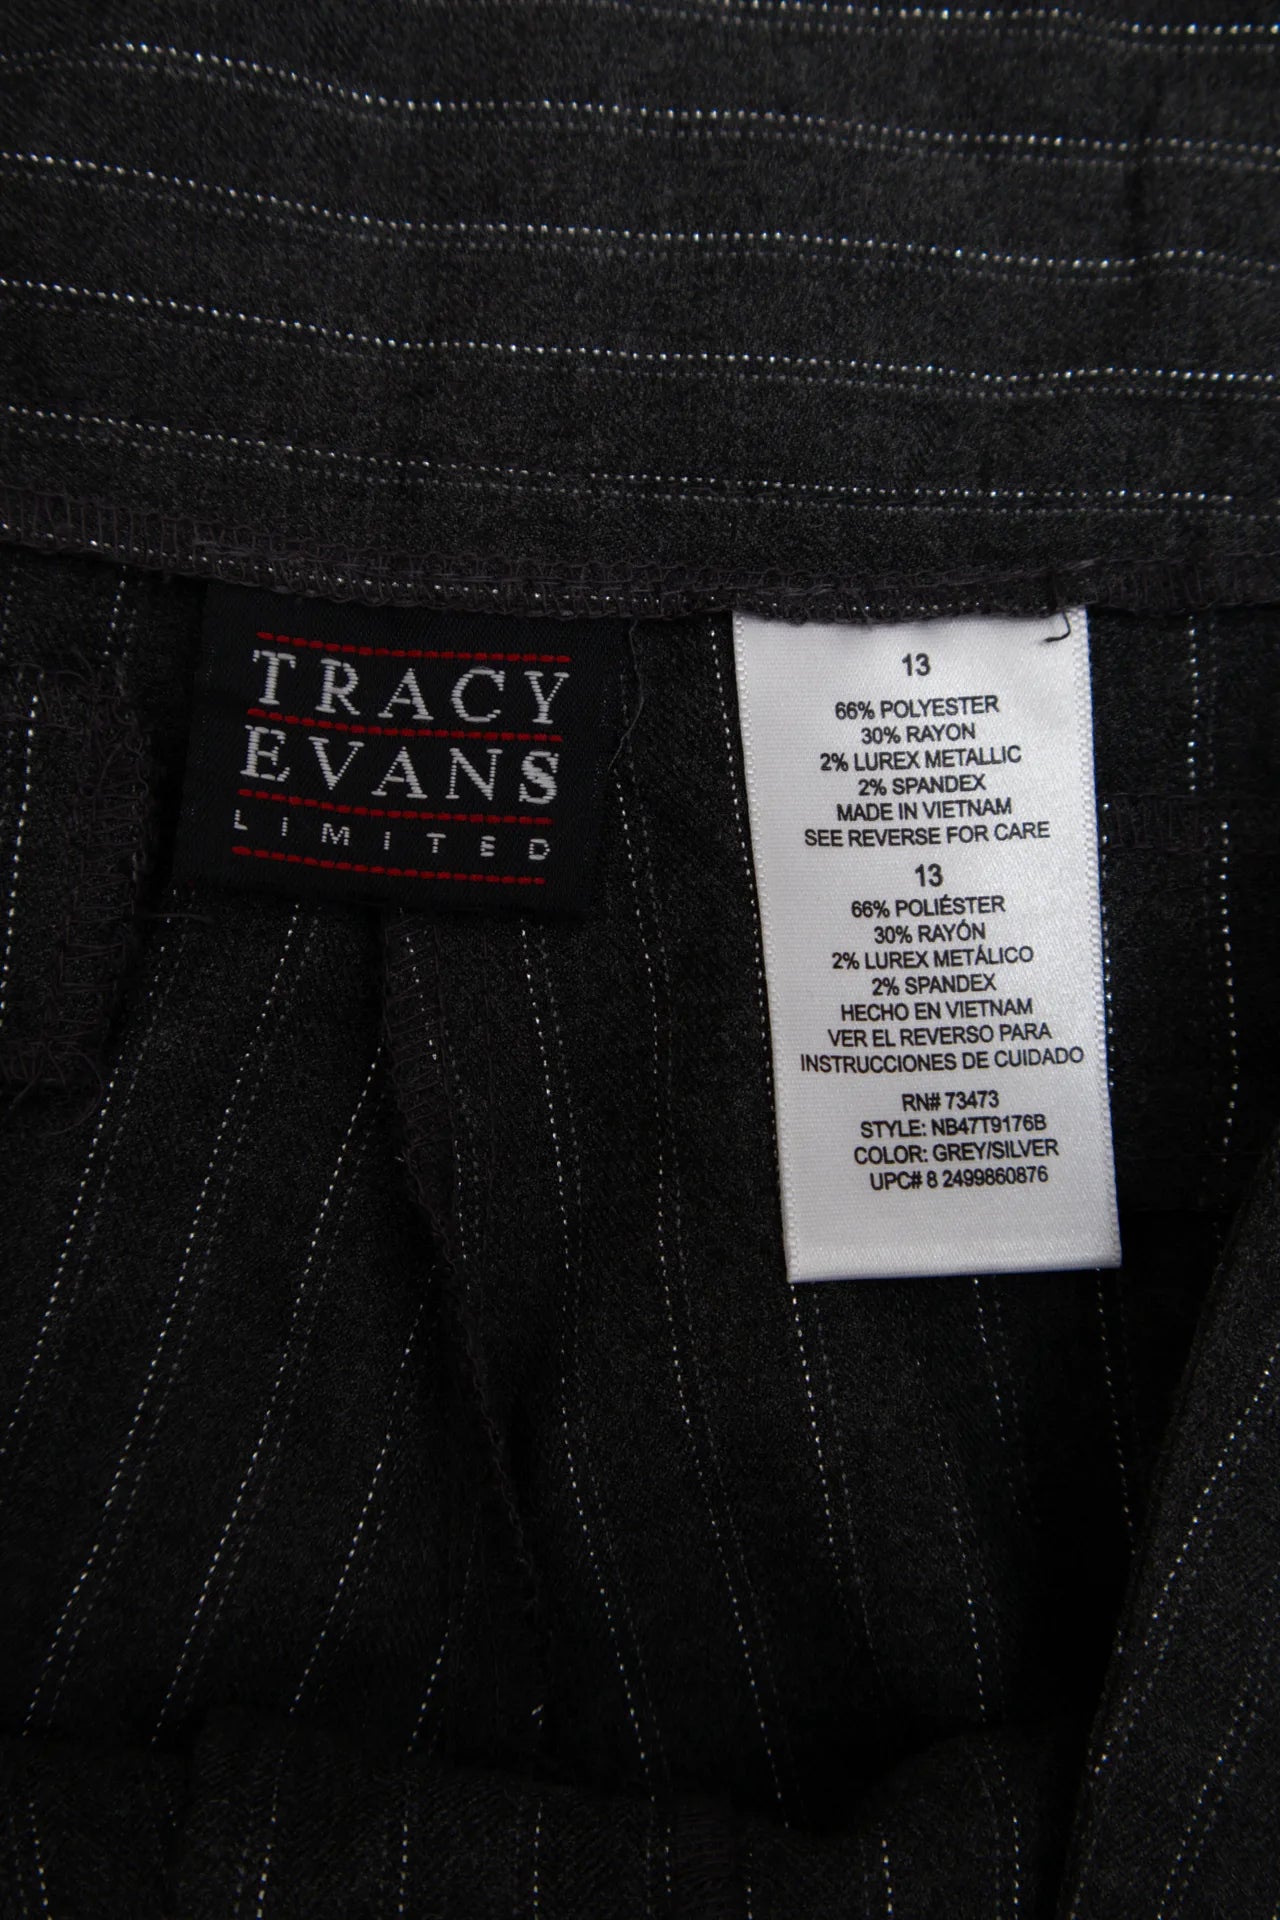 TRACY
EVANS
LIMITED
13
66% POLYESTER
30% RAYON
2% LUREX METALLIC
2% SPANDEX
MADE IN VIETNAM
SEE REVERSE FOR CARE
13
66% POLIÉSTER
30% RAYÓN
2% LUREX METÁLICO
2% SPANDEX
HECHO EN VIETNAM
VER EL REVERSO PARA
INSTRUCCIONES DE CUIDADO
RN# 73473
STYLE: NB47T9176B
COLOR: GREY/SILVER
UPC# 8 2499860876